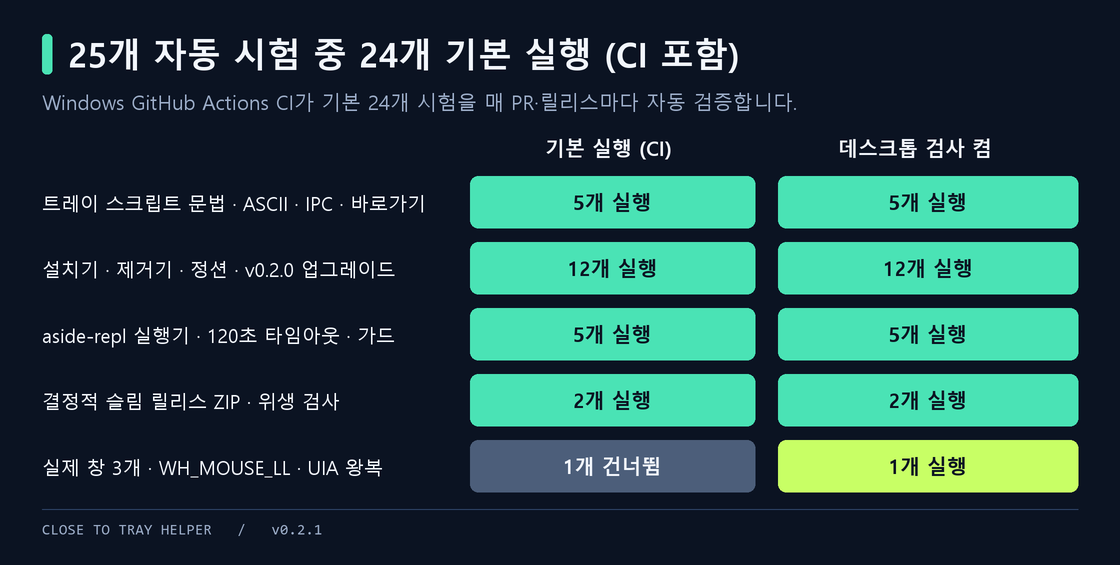 25개 자동 시험 중 24개 기본 실행 (CI 포함)
Windows GitHub Actions CI가 기본 24개 시험을 매 PR·릴리스마다 자동 검증합니다.
기본 실행 (CI) 데스크톱 검사 켬
트레이 스크립트 문법 · ASCII · IPC · 바로가기 5개 실행 5개 실행
설치기 · 제거기 · 정션 · v0.2.0 업그레이드 12개 실행 12개 실행
aside-repl 실행기 · 120초 타임아웃 · 가드 5개 실행 5개 실행
결정적 슬림 릴리스 ZIP · 위생 검사 2개 실행 2개 실행
실제 창 3개 · WH_MOUSE_LL · UIA 왕복 1개 건너뜀 1개 실행
CLOSE TO TRAY HELPER / v0.2.1